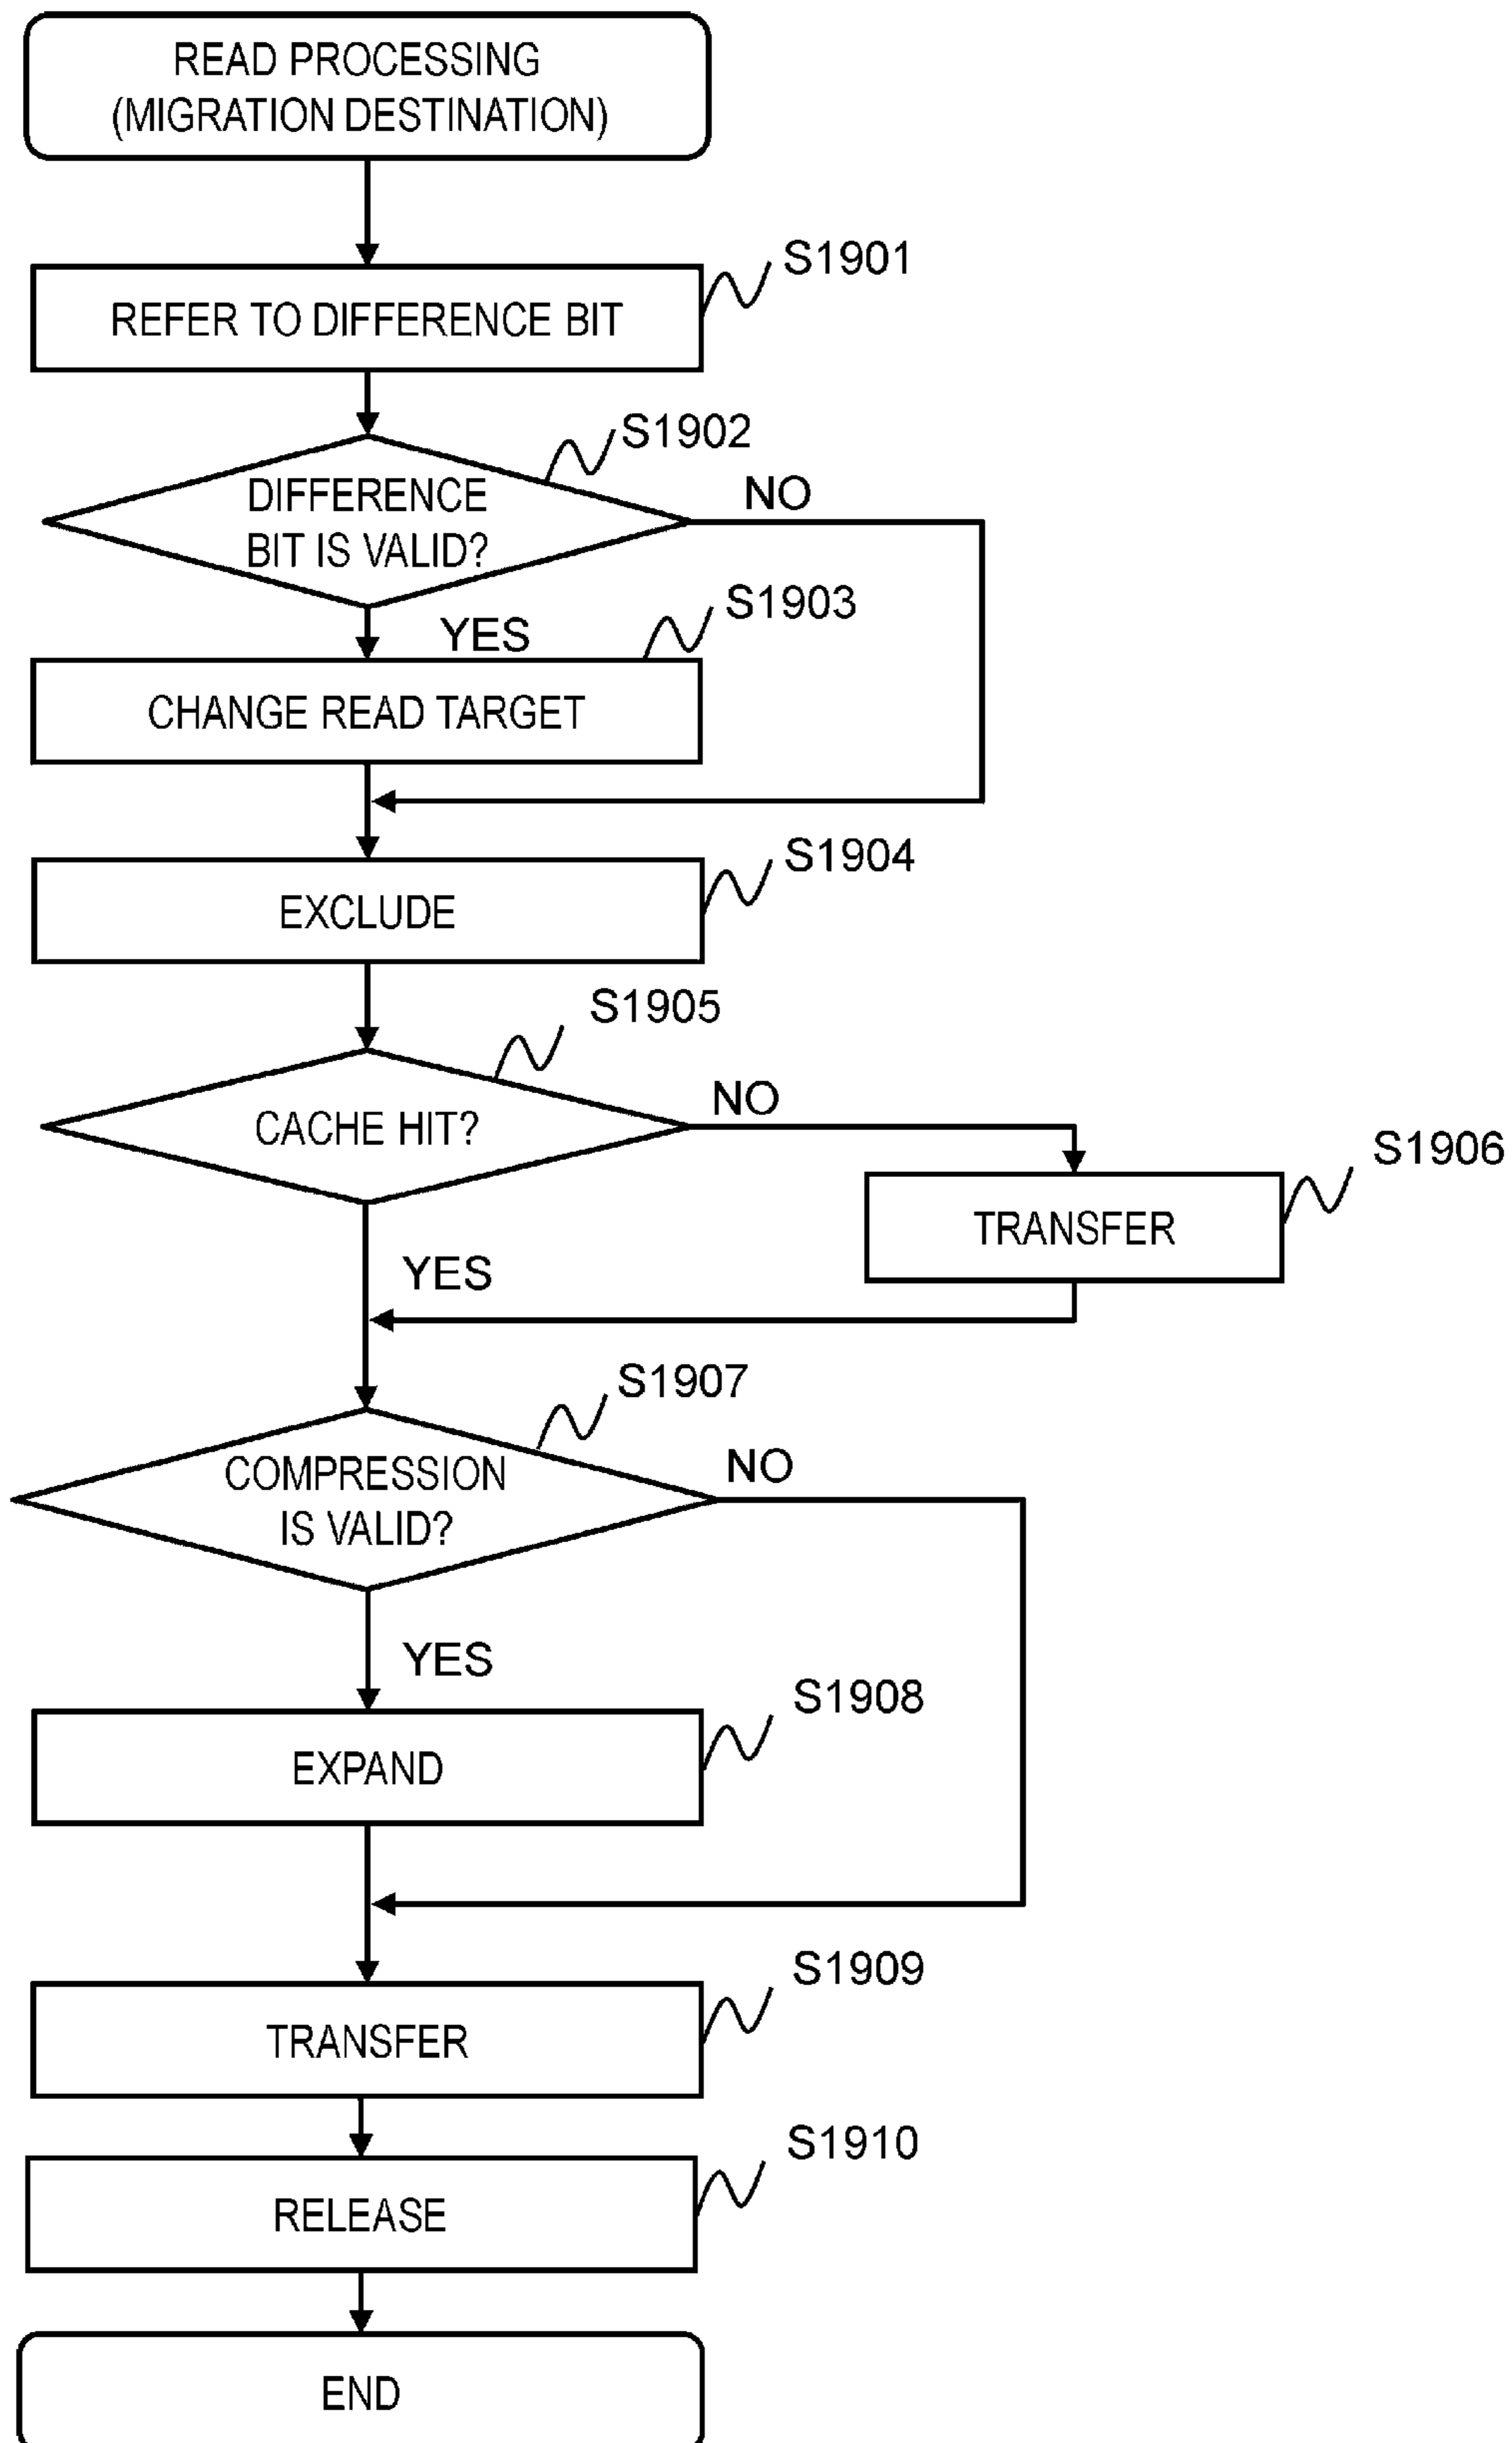 READ PROCESSING
(MIGRATION DESTINATION)
S1901
REFER TO DIFFERENCE BIT
S1902
DIFFERENCE
BIT IS VALID?
NO
YES
S1903
CHANGE READ TARGET
S1904
EXCLUDE
S1905
CACHE HIT?
NO
S1906
TRANSFER
YES
S1907
COMPRESSION
IS VALID?
NO
YES
S1908
EXPAND
S1909
TRANSFER
S1910
RELEASE
END